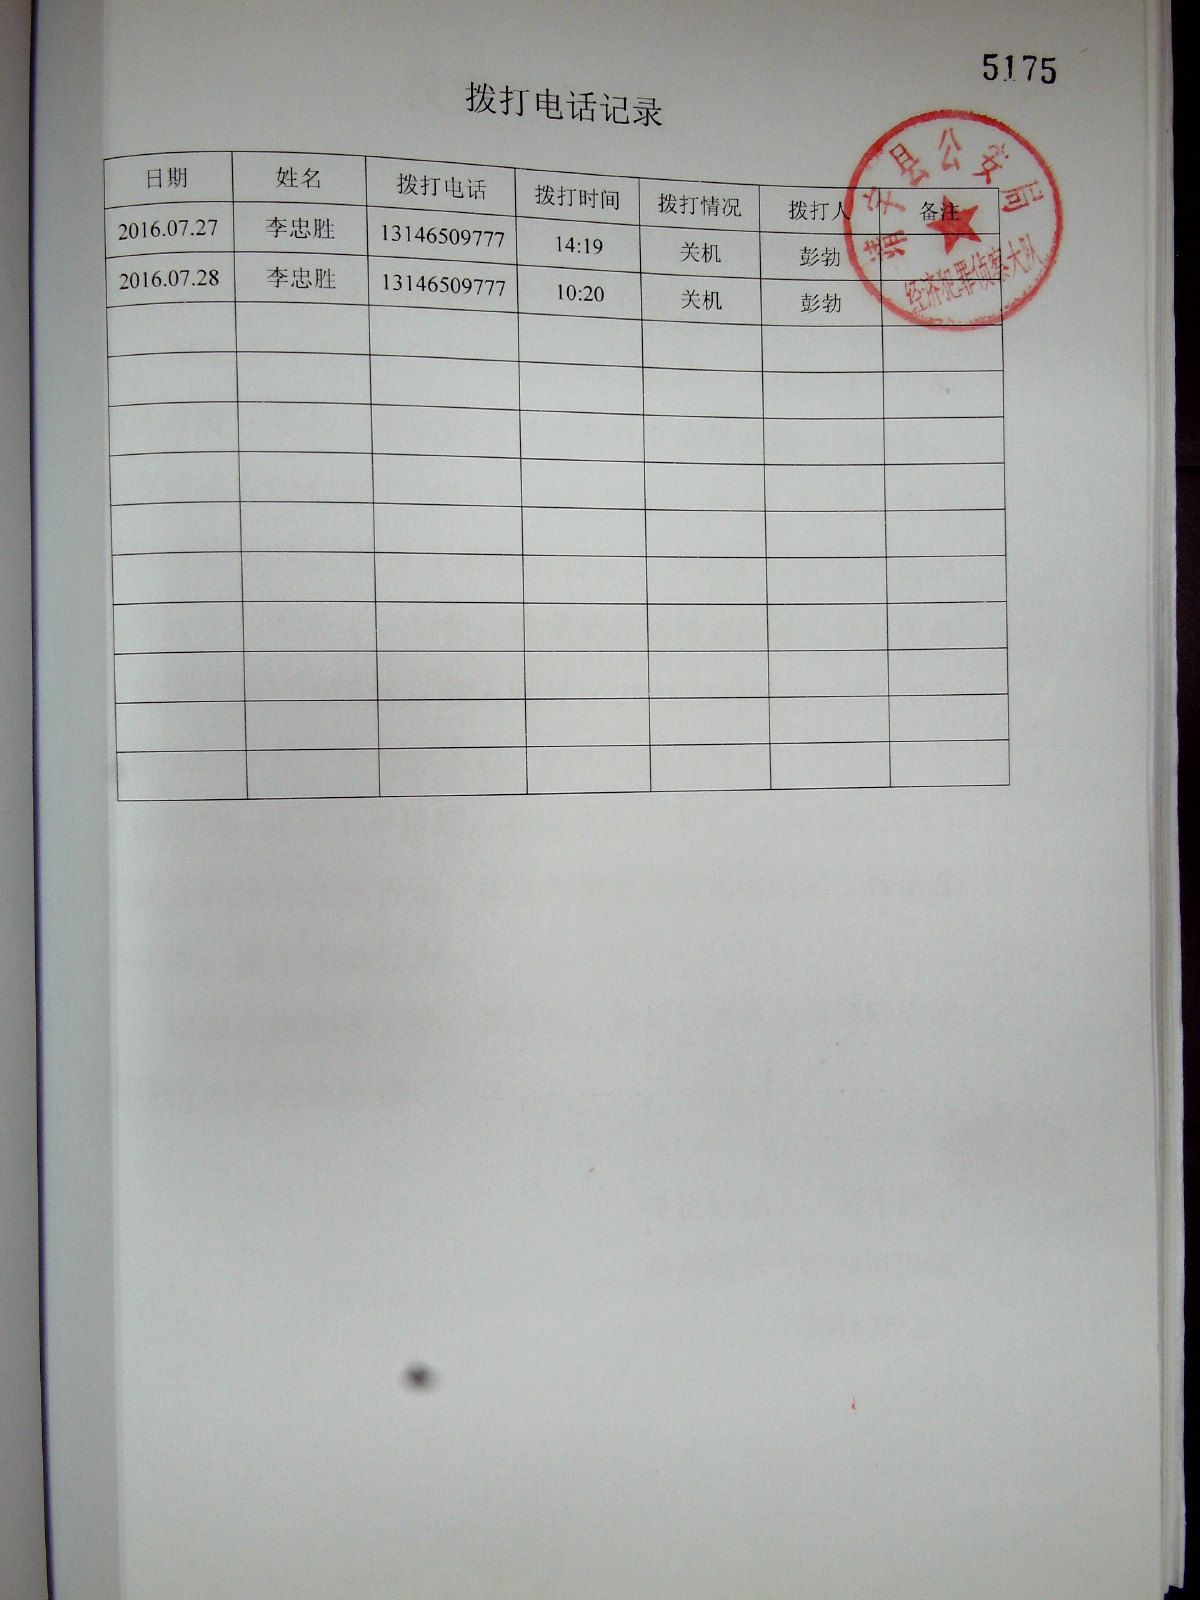 5175
拨打电话记录
日期 姓名 拨打电话 拨打时间 拨打情况 拨打人 备注
2016.07.27 李忠胜 13146509777 14:19 关机 彭勃
2016.07.28 李忠胜 13146509777 10:20 关机 彭勃
县公安局
经济犯罪侦察大队